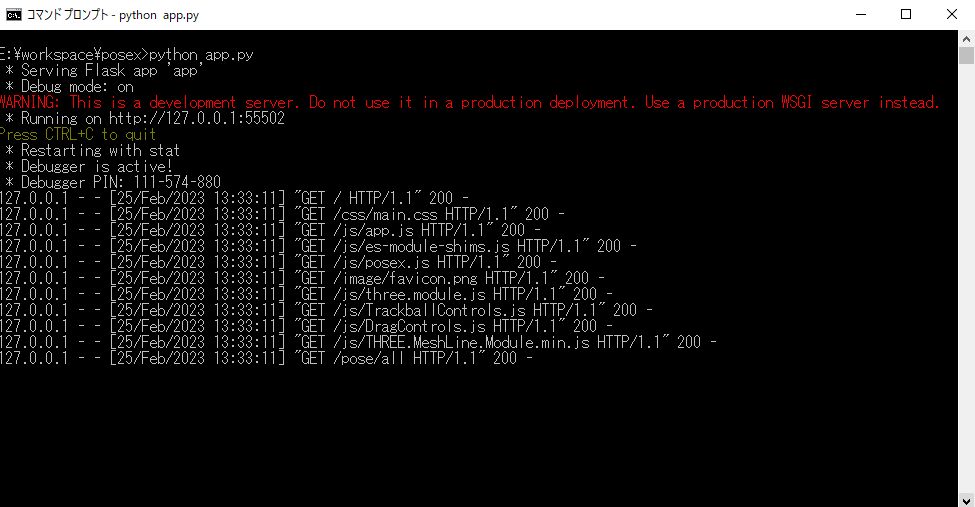 コマンド プロンプト - python  app.py
E:¥workspace¥posex>python app.py
 * Serving Flask app 'app'
 * Debug mode: on
WARNING: This is a development server. Do not use it in a production deployment. Use a production WSGI server instead.
 * Running on http://127.0.0.1:55502
Press CTRL+C to quit
 * Restarting with stat
 * Debugger is active!
 * Debugger PIN: 111-574-880
127.0.0.1 - - [25/Feb/2023 13:33:11] "GET / HTTP/1.1" 200 -
127.0.0.1 - - [25/Feb/2023 13:33:11] "GET /css/main.css HTTP/1.1" 200 -
127.0.0.1 - - [25/Feb/2023 13:33:11] "GET /js/app.js HTTP/1.1" 200 -
127.0.0.1 - - [25/Feb/2023 13:33:11] "GET /js/es-module-shims.js HTTP/1.1" 200 -
127.0.0.1 - - [25/Feb/2023 13:33:11] "GET /js/posex.js HTTP/1.1" 200 -
127.0.0.1 - - [25/Feb/2023 13:33:11] "GET /image/favicon.png HTTP/1.1" 200 -
127.0.0.1 - - [25/Feb/2023 13:33:11] "GET /js/three.module.js HTTP/1.1" 200 -
127.0.0.1 - - [25/Feb/2023 13:33:11] "GET /js/TrackballControls.js HTTP/1.1" 200 -
127.0.0.1 - - [25/Feb/2023 13:33:11] "GET /js/DragControls.js HTTP/1.1" 200 -
127.0.0.1 - - [25/Feb/2023 13:33:11] "GET /js/THREE.MeshLine.Module.min.js HTTP/1.1" 200 -
127.0.0.1 - - [25/Feb/2023 13:33:11] "GET /pose/all HTTP/1.1" 200 -